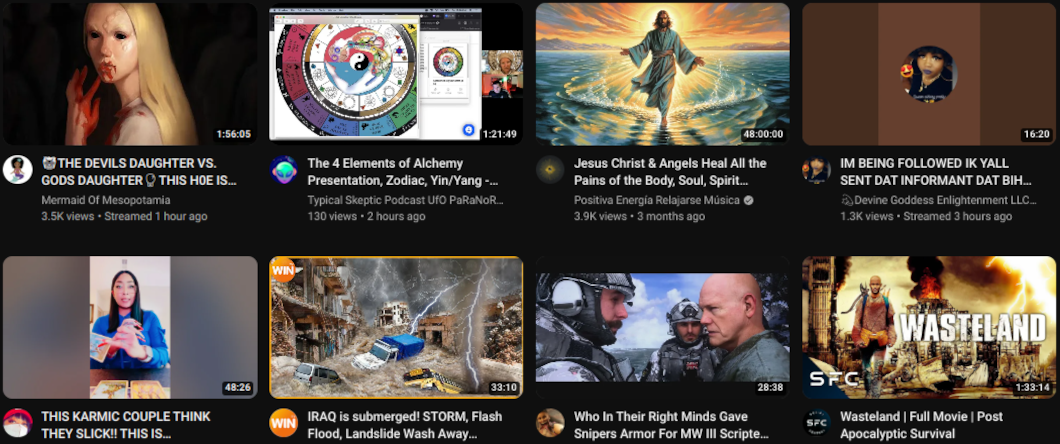 1:56:05
1:21:49
48:00:00
16:20
THE DEVILS DAUGHTER VS.
GODS DAUGHTER THIS H0E IS...
Mermaid Of Mesopotamia
3.5K views • Streamed 1 hour ago
The 4 Elements of Alchemy
Presentation, Zodiac, Yin/Yang -...
Typical Skeptic Podcast UfO PaRaNoR...
130 views • 2 hours ago
Jesus Christ & Angels Heal All the
Pains of the Body, Soul, Spirit...
Positiva Energía Relajarse Música
3.9K views • 3 months ago
IM BEING FOLLOWED IK YALL
SENT DAT INFORMANT DAT BIH...
Devine Goddess Enlightenment LLC...
1.3K views • Streamed 3 hours ago
48:26
WIN
33:10
28:38
WASTELAND
SFC
1:33:14
THIS KARMIC COUPLE THINK
THEY SLICK!! THIS IS...
WIN
IRAQ is submerged! STORM, Flash
Flood, Landslide Wash Away...
Who In Their Right Minds Gave
Snipers Armor For MW III Scripte...
SFC
Wasteland | Full Movie | Post
Apocalyptic Survival